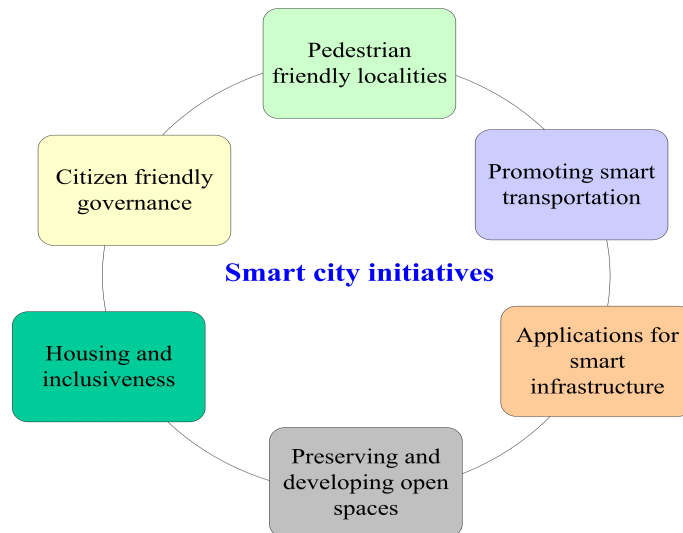 Pedestrian
friendly localities
Citizen friendly
governance
Promoting smart
transportation
Smart city initiatives
Housing and
inclusiveness
Applications for
smart
infrastructure
Preserving and
developing open
spaces